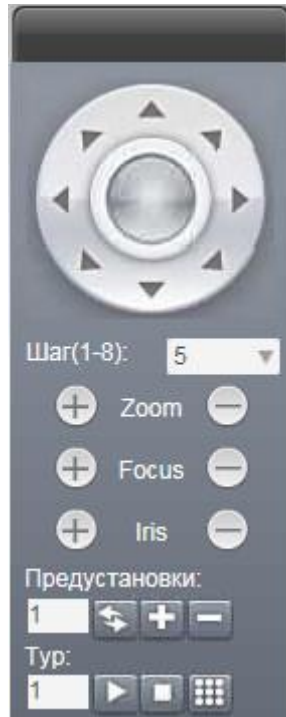 Шаг(1-8): 5
Zoom
Focus
Iris
Предустановки:
1
Тур:
1